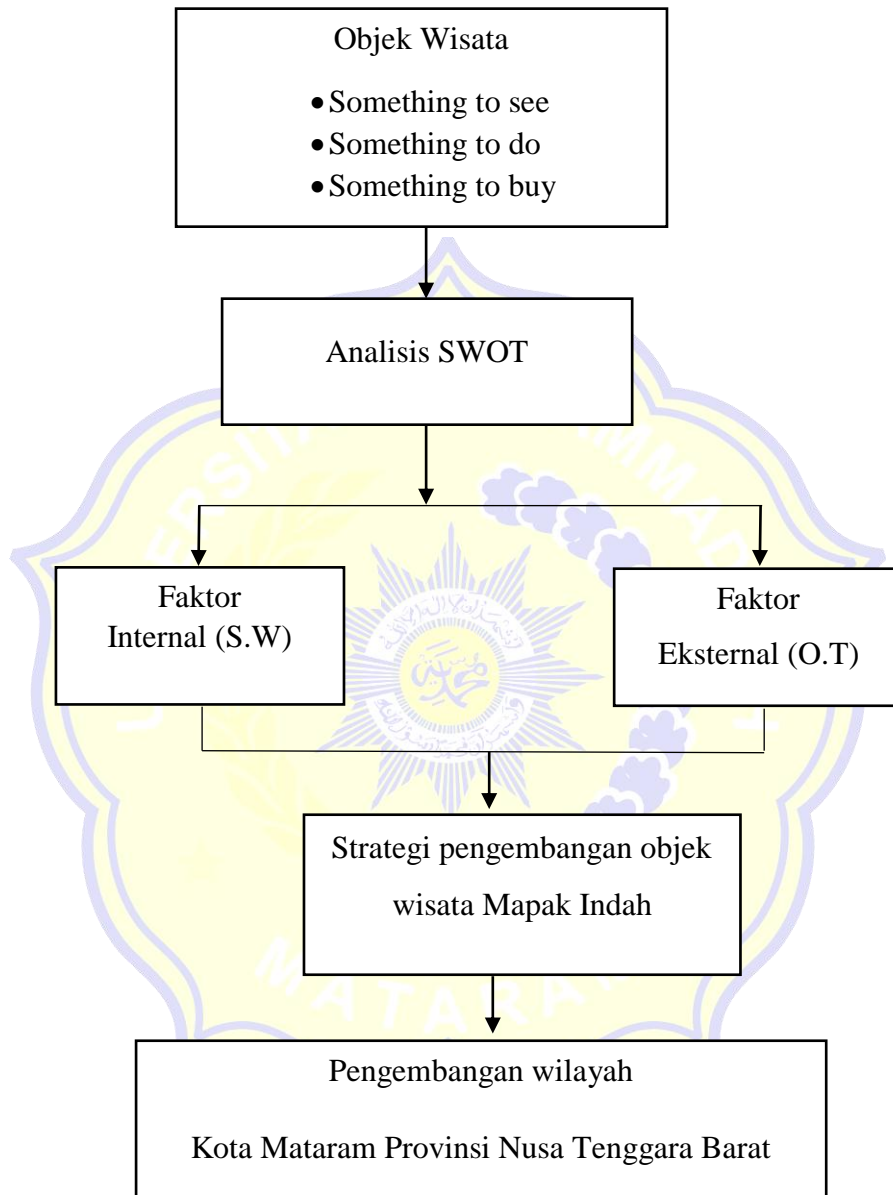 Objek Wisata
• Something to see
• Something to do
• Something to buy
Analisis SWOT
Faktor
Internal (S.W)
Faktor
Eksternal (O.T)
Strategi pengembangan objek
wisata Mapak Indah
MATARAM
Pengembangan wilayah
Kota Mataram Provinsi Nusa Tenggara Barat